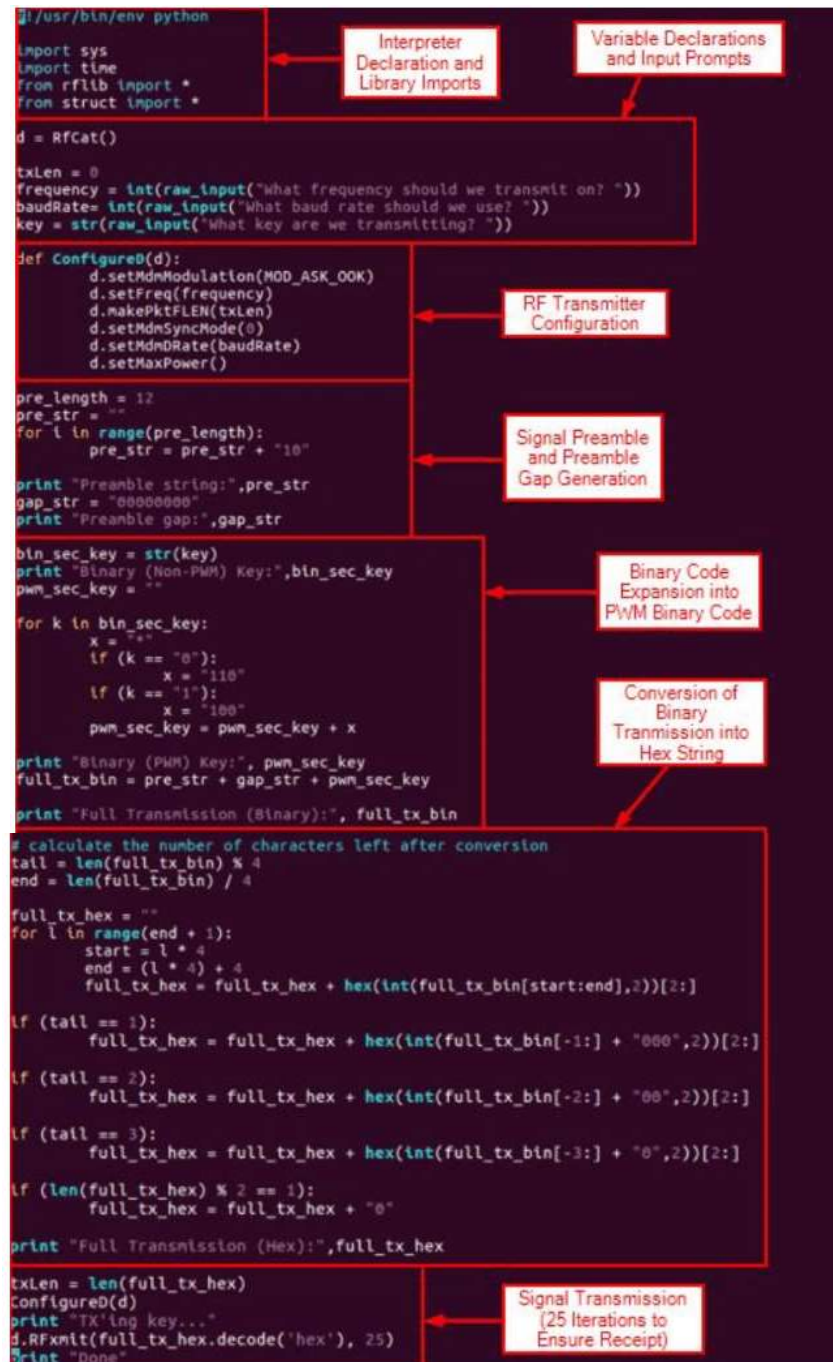 #!/usr/bin/env python
import sys
import time
from rflib import *
from struct import *
Interpreter
Declaration and
Library Imports
Variable Declarations
and Input Prompts
d = RfCat()
txLen = 0
frequency = int(raw_input("What frequency should we transmit on? "))
baudRate= int(raw_input("What baud rate should we use? "))
key = str(raw_input("What key are we transmitting? "))
def ConfigureD(d):
d.setMdmModulation(MOD_ASK_OOK)
d.setFreq(frequency)
d.makePktFLEN(txLen)
d.setMdmSyncMode(0)
d.setMdmDRate(baudRate)
d.setMaxPower()
RF Transmitter
Configuration
pre_length = 12
pre_str = ""
for i in range(pre_length):
pre_str = pre_str + "10"
print "Preamble string:",pre_str
gap_str = "00000000"
print "Preamble gap:",gap_str
Signal Preamble
and Preamble
Gap Generation
bin_sec_key = str(key)
print "Binary (Non-PWM) Key:",bin_sec_key
pwm_sec_key = ""
for k in bin_sec_key:
x = "*"
if (k == "0"):
x = "110"
if (k == "1"):
x = "100"
pwm_sec_key = pwm_sec_key + x
print "Binary (PWM) Key:", pwm_sec_key
full_tx_bin = pre_str + gap_str + pwm_sec_key
print "Full Transmission (Binary):", full_tx_bin
Binary Code
Expansion into
PWM Binary Code
Conversion of
Binary
Tranmission into
Hex String
# calculate the number of characters left after conversion
tail = len(full_tx_bin) % 4
end = len(full_tx_bin) / 4
full_tx_hex = ""
for l in range(end + 1):
start = l * 4
end = (l * 4) + 4
full_tx_hex = full_tx_hex + hex(int(full_tx_bin[start:end],2))[2:]
if (tail == 1):
full_tx_hex = full_tx_hex + hex(int(full_tx_bin[-1:] + "000",2))[2:]
if (tail == 2):
full_tx_hex = full_tx_hex + hex(int(full_tx_bin[-2:] + "00",2))[2:]
if (tail == 3):
full_tx_hex = full_tx_hex + hex(int(full_tx_bin[-3:] + "0",2))[2:]
if (len(full_tx_hex) % 2 == 1):
full_tx_hex = full_tx_hex + "0"
print "Full Transmission (Hex):",full_tx_hex
txLen = len(full_tx_hex)
ConfigureD(d)
print "TX'ing key..."
d.RFxmit(full_tx_hex.decode('hex'), 25)
print "Done"
Signal Transmission
(25 Iterations to
Ensure Receipt)